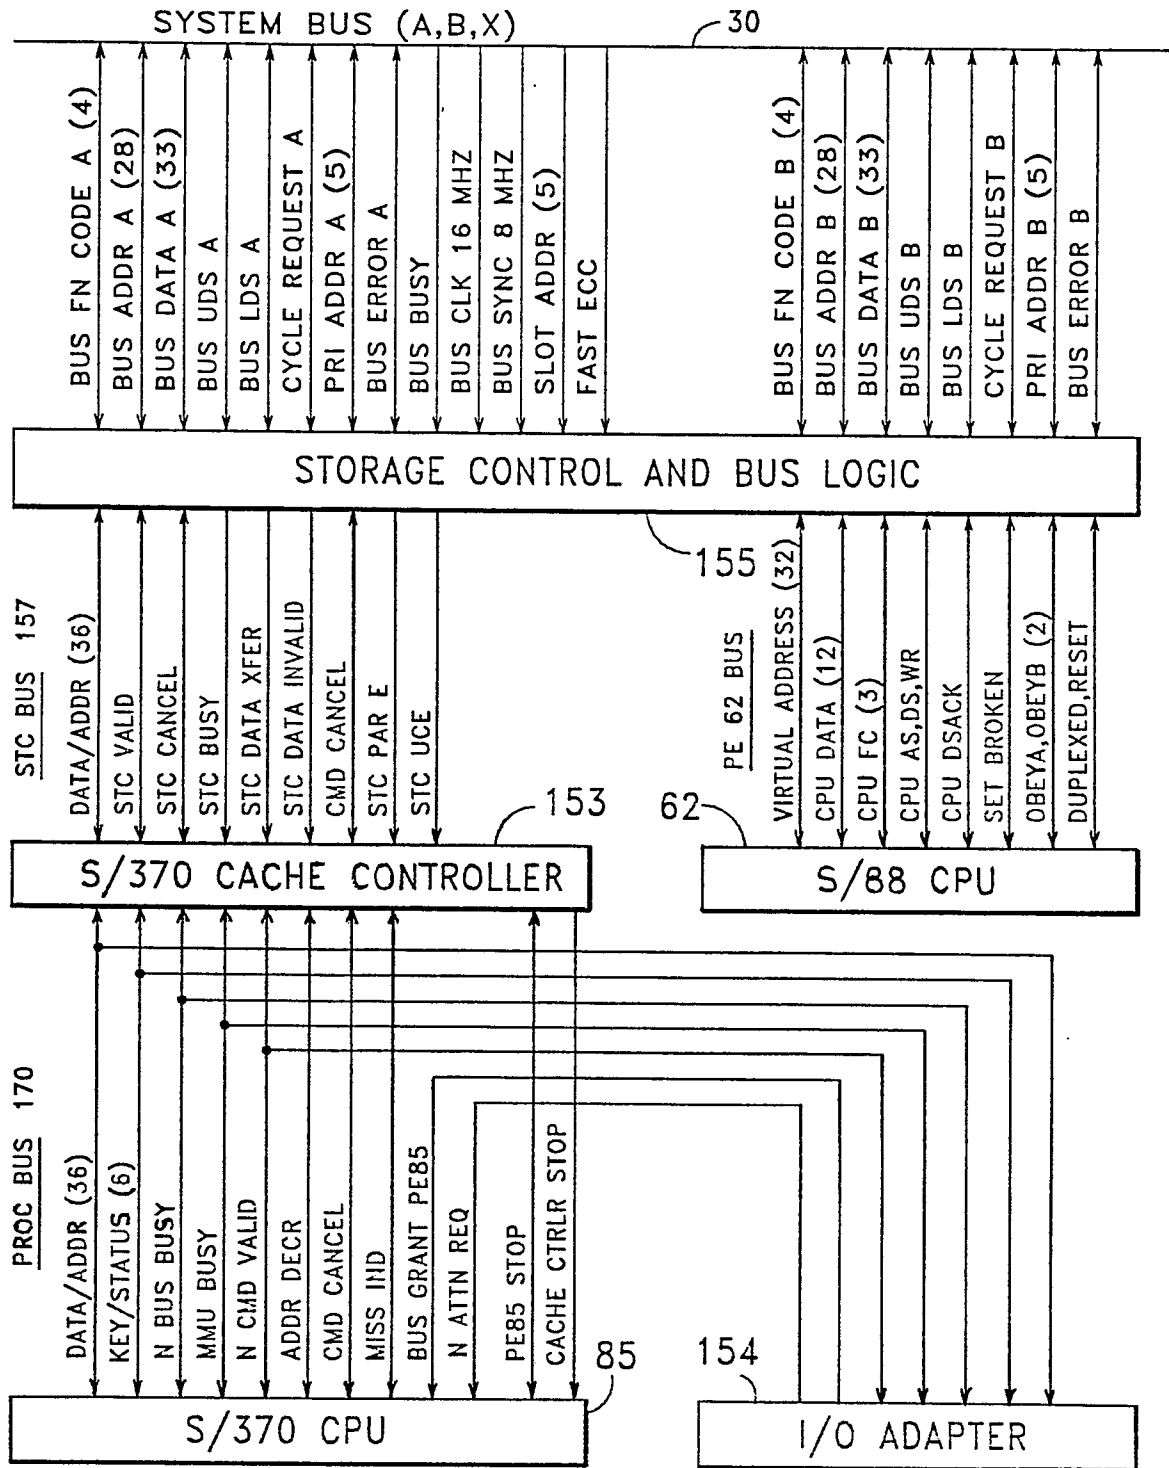 SYSTEM BUS (A,B,X)
30
BUS FN CODE A (4)
BUS ADDR A (28)
BUS DATA A (33)
BUS UDS A
BUS LDS A
CYCLE REQUEST A
PRI ADDR A (5)
BUS ERROR A
BUS BUSY
BUS CLK 16 MHZ
BUS SYNC 8 MHZ
SLOT ADDR (5)
FAST ECC
BUS FN CODE B (4)
BUS ADDR B (28)
BUS DATA B (33)
BUS UDS B
BUS LDS B
CYCLE REQUEST B
PRI ADDR B (5)
BUS ERROR B
STORAGE CONTROL AND BUS LOGIC
155
STC BUS 157
DATA/ADDR (36)
STC VALID
STC CANCEL
STC BUSY
STC DATA XFER
STC DATA INVALID
CMD CANCEL
STC PAR E
STC UCE
PE 62 BUS
VIRTUAL ADDRESS (32)
CPU DATA (12)
CPU FC (3)
CPU AS,DS,WR
CPU DSACK
SET BROKEN
OBEYA,OBEYB (2)
DUPLEXED,RESET
153
62
S/370 CACHE CONTROLLER
S/88 CPU
PROC BUS 170
DATA/ADDR (36)
KEY/STATUS (6)
N BUS BUSY
MMU BUSY
N CMD VALID
ADDR DECR
CMD CANCEL
MISS IND
BUS GRANT PE85
N ATTN REQ
PE85 STOP
CACHE CTRLR STOP
85
154
S/370 CPU
I/O ADAPTER